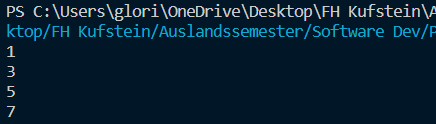 PS C:\Users\glori\OneDrive\Desktop\FH Kufstein\A
ktop/FH Kufstein/Auslandssemester/Software Dev/P
1
3
5
7